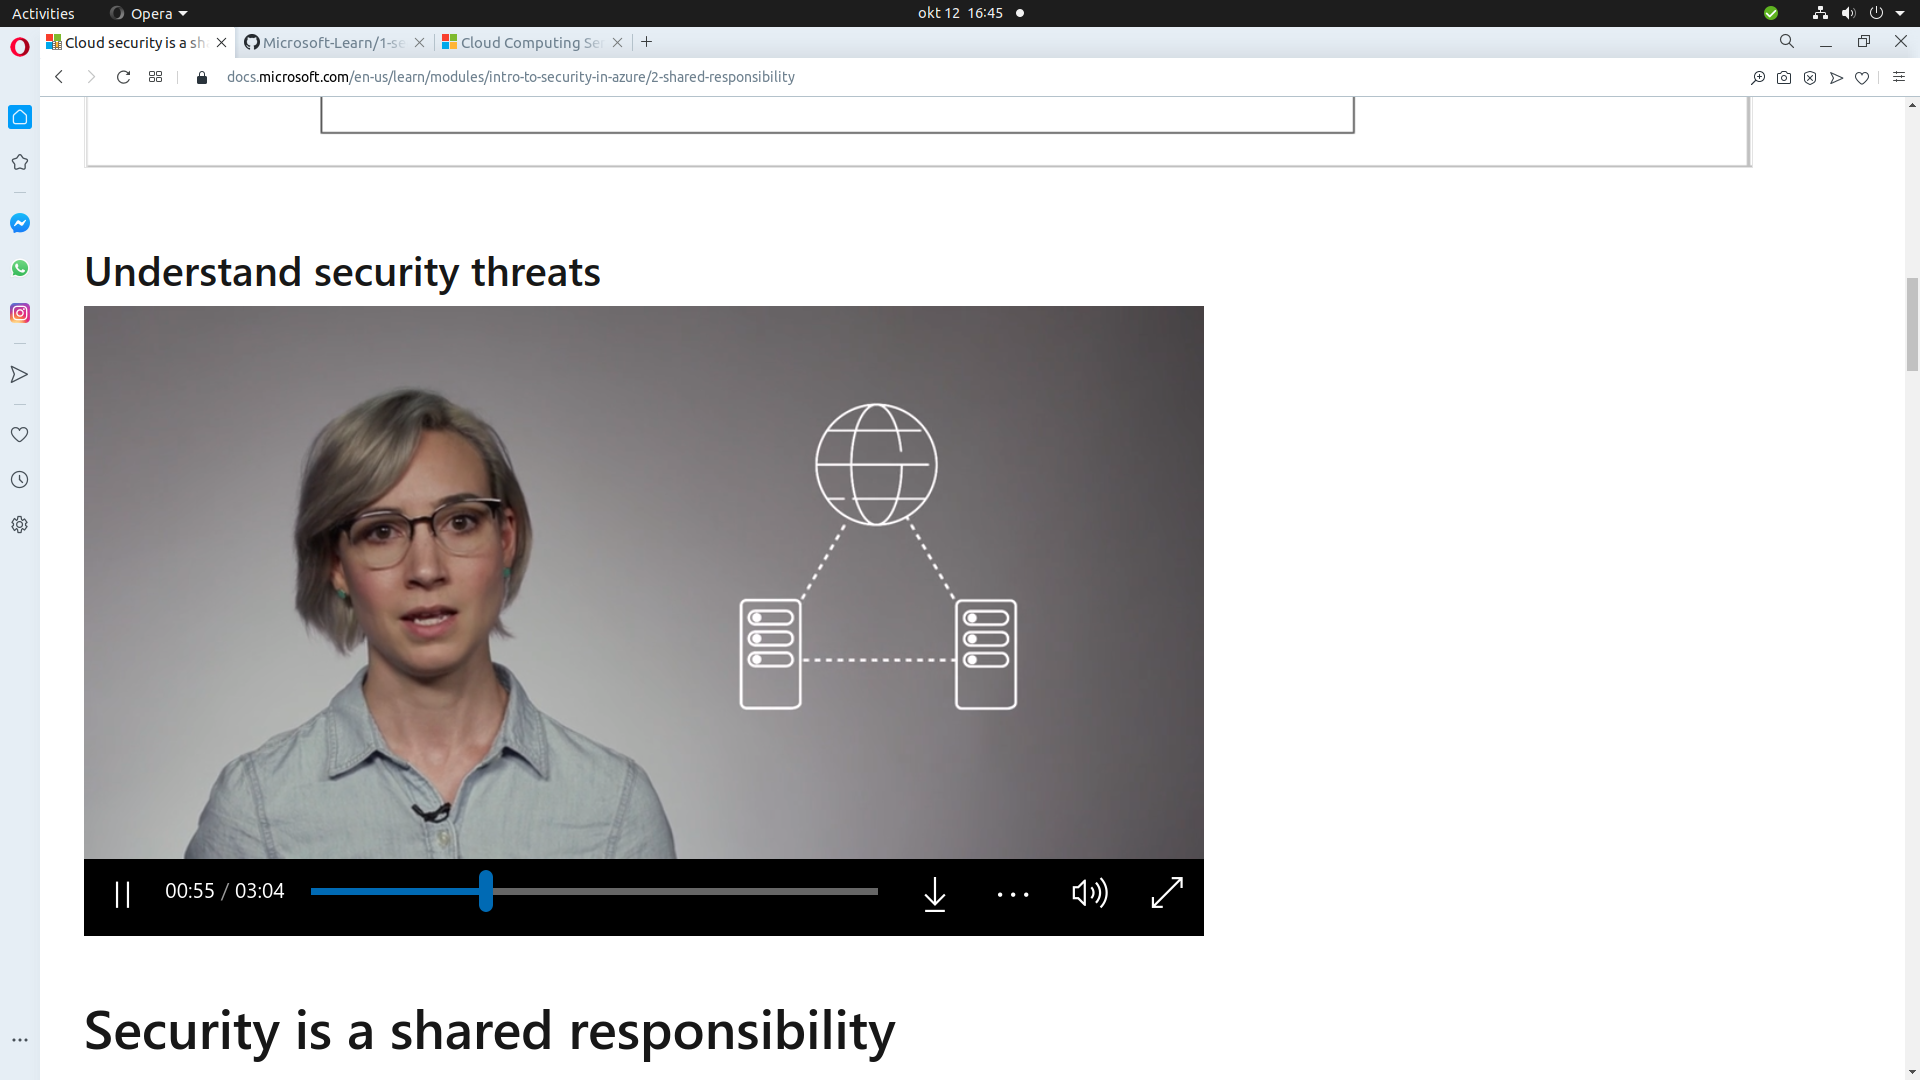 Activities
Opera
okt 12 16:45
Cloud security is a sh
Microsoft-Learn/1-se
Cloud Computing Ser
docs.microsoft.com/en-us/learn/modules/intro-to-security-in-azure/2-shared-responsibility
Understand security threats
00:55 / 03:04
Security is a shared responsibility